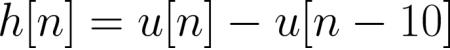 h[n] = u[n] − u[n − 10]